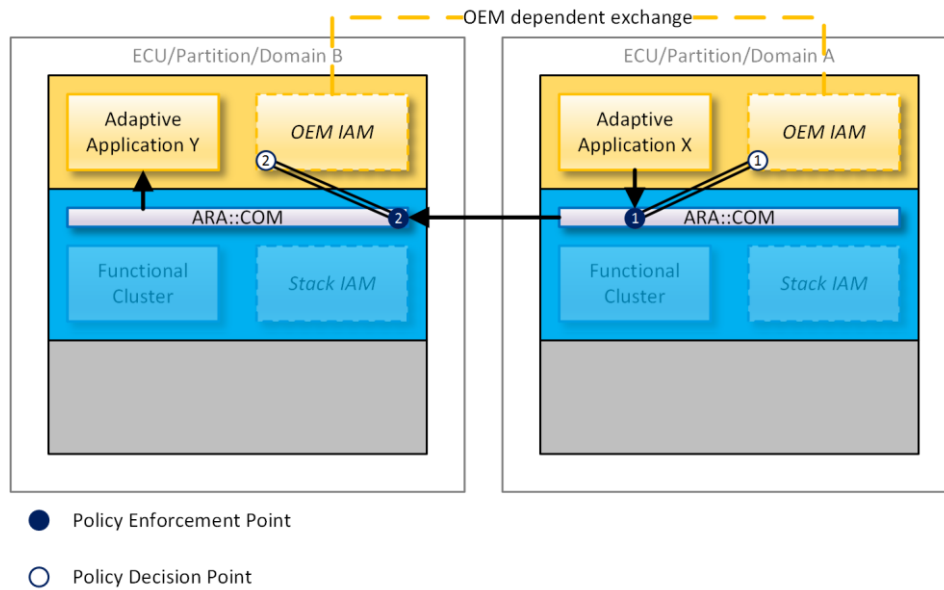 OEM dependent exchange
ECU/Partition/Domain B
Adaptive
Application Y
OEM IAM
2
ARA::COM
2
Functional
Cluster
Stack IAM
ECU/Partition/Domain A
Adaptive
Application X
OEM IAM
1
1
ARA::COM
Functional
Cluster
Stack IAM
Policy Enforcement Point
Policy Decision Point